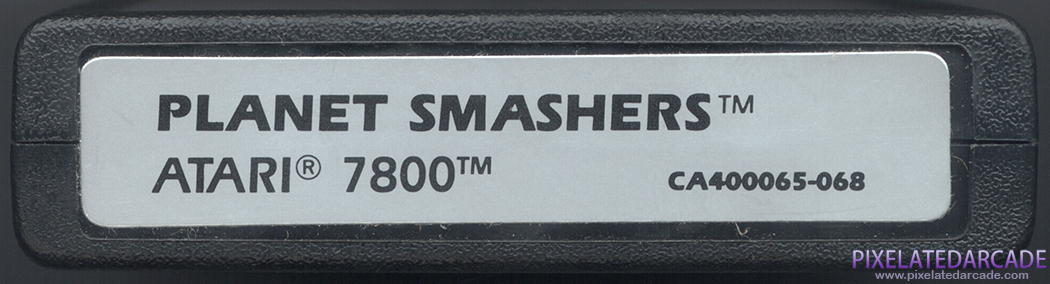 PLANET SMASHERS™
ATARI® 7800™
CA400065-068
PIXELATEDARCADE
www.pixelatedarcade.com